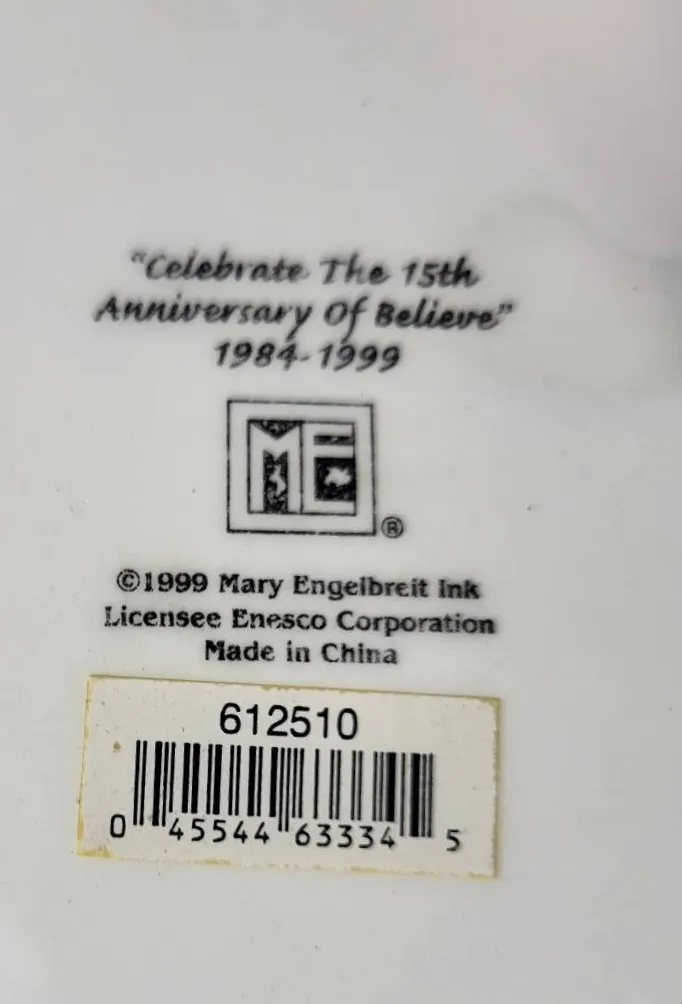 "Celebrate The 15th
Anniversary Of Believe"
1984-1999
ME®
©1999 Mary Engelbreit Ink
Licensee Enesco Corporation
Made in China
612510
0 45544 63334 5